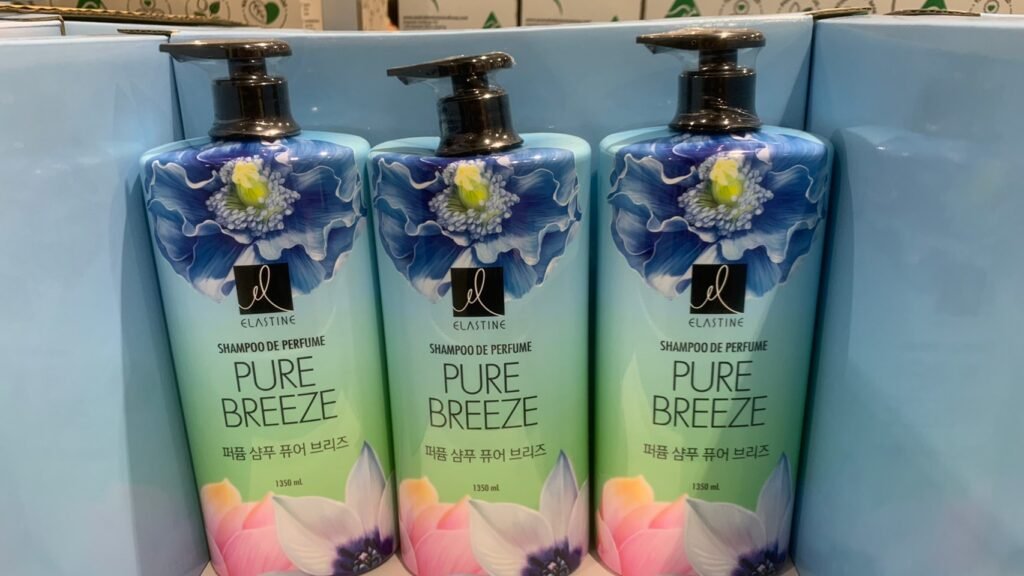 el
ELASTINE
SHAMPOO DE PERFUME
PURE
BREEZE
퍼퓸 샴푸 퓨어 브리즈
1350 mL
el
ELASTINE
SHAMPOO DE PERFUME
PURE
BREEZE
퍼퓸 샴푸 퓨어 브리즈
1350 mL
el
ELASTINE
SHAMPOO DE PERFUME
PURE
BREEZE
퍼퓸 샴푸 퓨어 브리즈
1350 mL